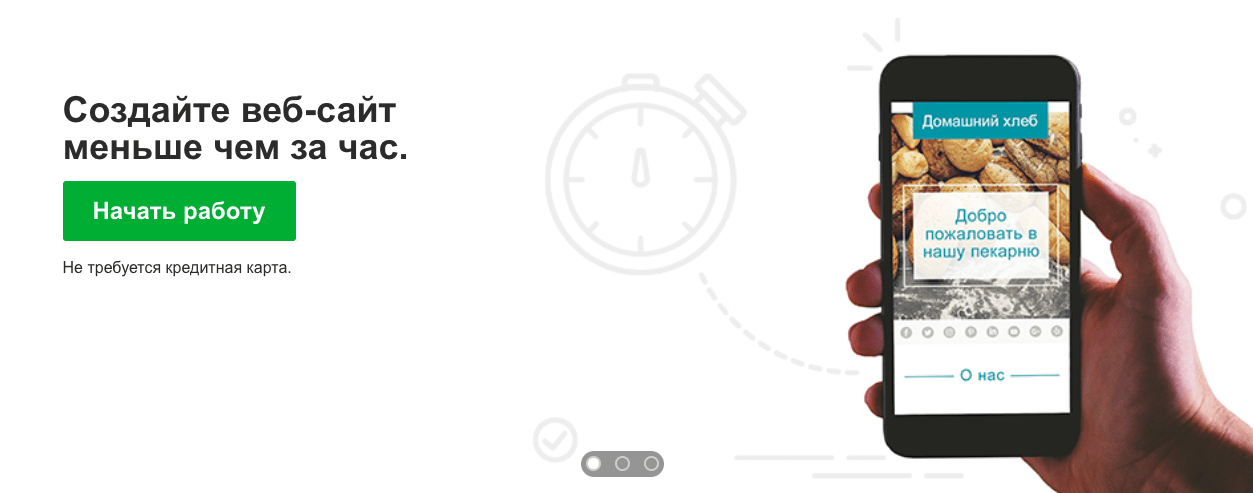 Создайте веб-сайт
меньше чем за час.
Начать работу
Не требуется кредитная карта.
Домашний хлеб
Добро
пожаловать в
нашу пекарню
О нас